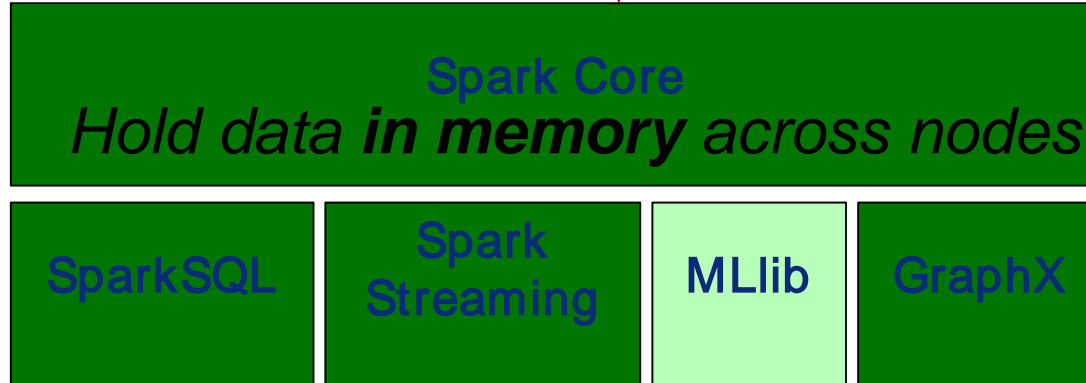 Spark Core
Hold data in memory across nodes
SparkSQL
Spark
Streaming
MLlib
GraphX